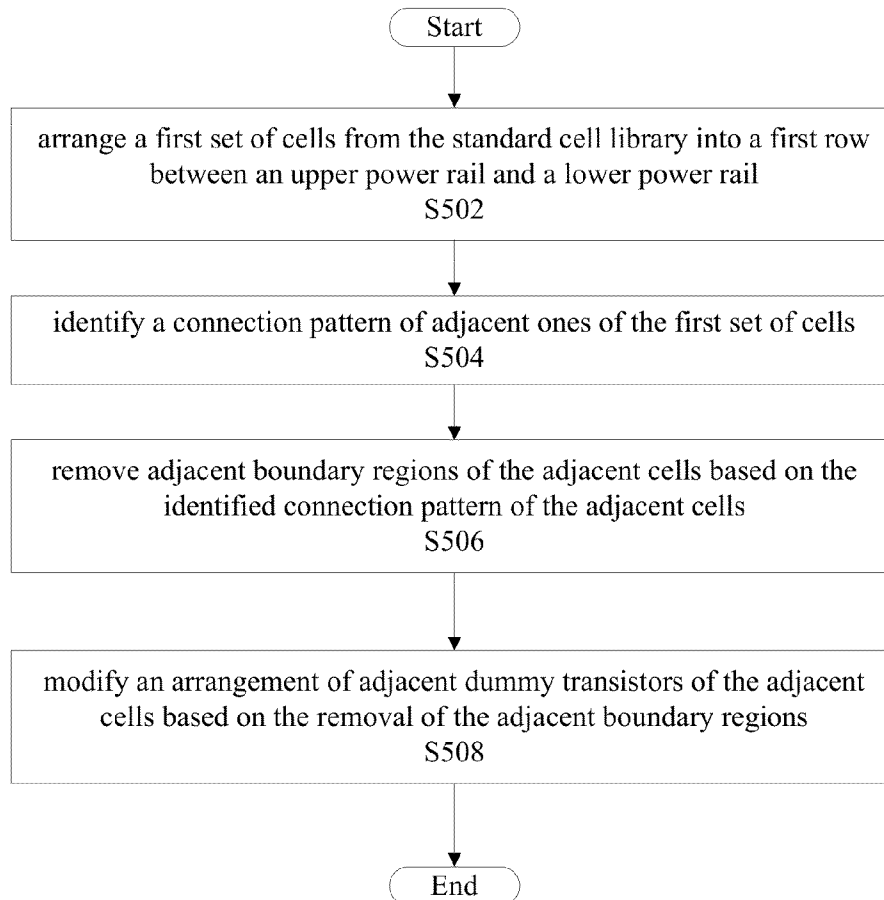 Start
arrange a first set of cells from the standard cell library into a first row
between an upper power rail and a lower power rail
S502
identify a connection pattern of adjacent ones of the first set of cells
S504
remove adjacent boundary regions of the adjacent cells based on the
identified connection pattern of the adjacent cells
S506
modify an arrangement of adjacent dummy transistors of the adjacent
cells based on the removal of the adjacent boundary regions
S508
End